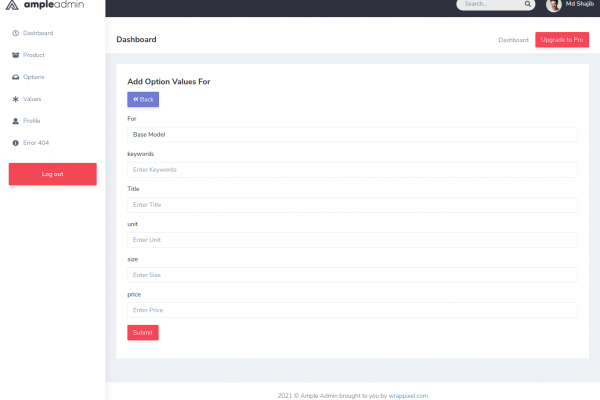 ampleadmin
Search...
Md Shajib
Dashboard
Product
Options
Values
Profile
Error 404
Log out
Dashboard
Dashboard
Upgrade to Pro
Add Option Values For
Back
For
Base Model
keywords
Enter Keywords
Title
Enter Title
unit
Enter Unit
size
Enter Size
price
Enter Price
Submit
2021 © Ample Admin brought to you by wrappixel.com